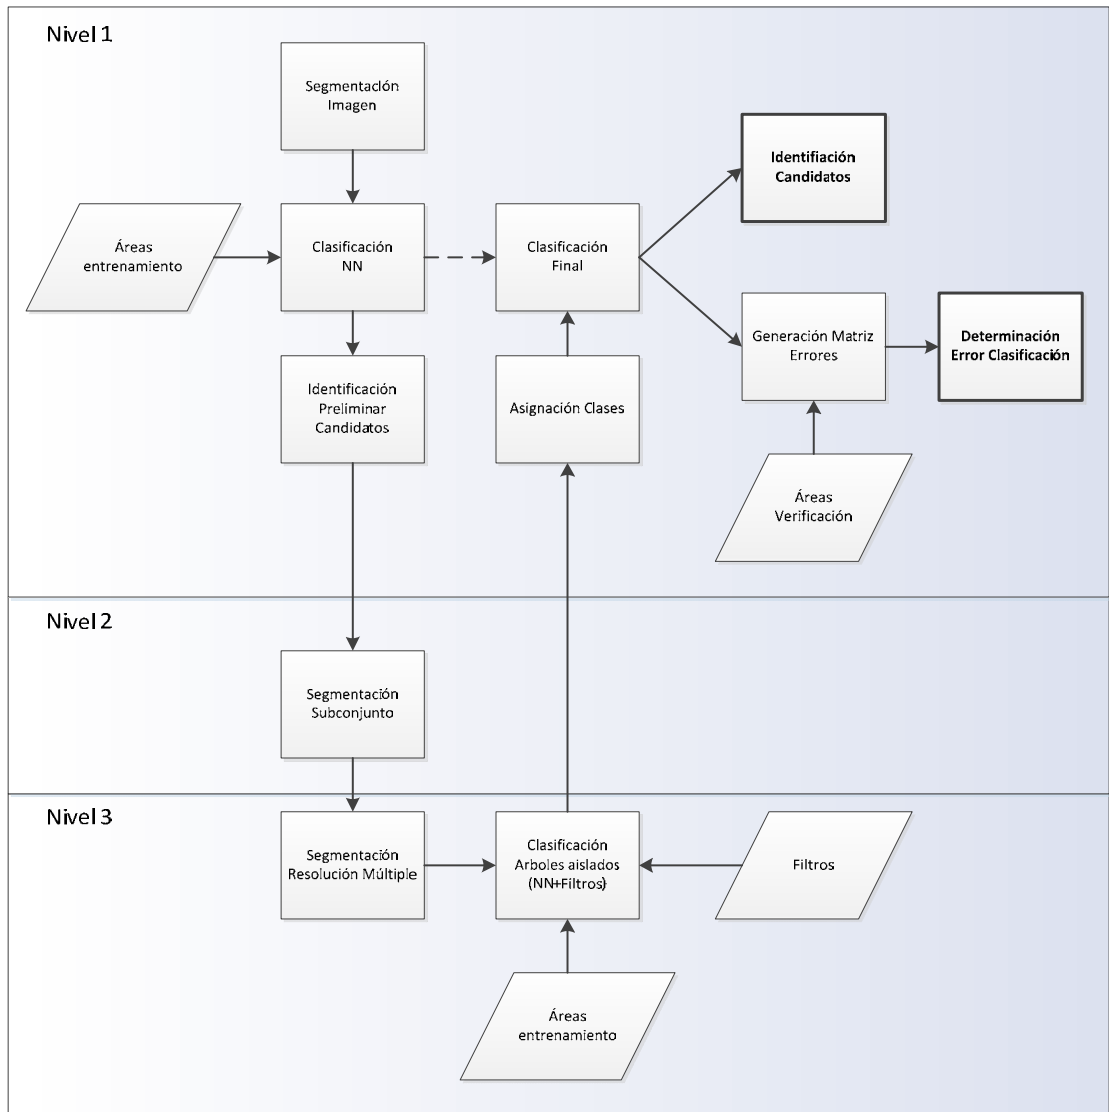 Nivel 1
Segmentación
Imagen
Identifiación
Candidatos
Áreas
entrenamiento
Clasificación
NN
Clasificación
Final
Generación Matriz
Errores
Determinación
Error Clasificación
Identificación
Preliminar
Candidatos
Asignación Clases
Áreas
Verificación
Nivel 2
Segmentación
Subconjunto
Nivel 3
Segmentación
Resolución Múltiple
Clasificación
Arboles aislados
(NN+Filtros)
Filtros
Áreas
entrenamiento